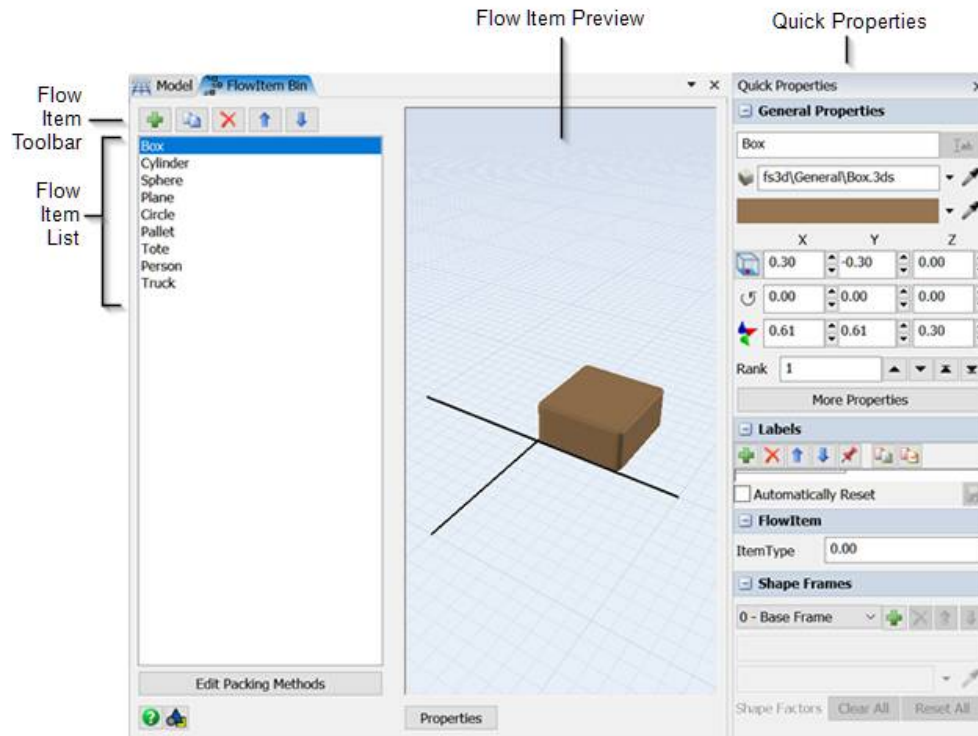 Flow Item Preview
Quick Properties
Flow
Item
Toolbar
Flow
Item
List
Model
FlowItem Bin
Box
Cylinder
Sphere
Plane
Circle
Pallet
Tote
Person
Truck
Edit Packing Methods
Properties
Quick Properties
General Properties
Box
fs3d\General\Box.3ds
X Y Z
0.30 -0.30 0.00
0.00 0.00 0.00
0.61 0.61 0.30
Rank 1
More Properties
Labels
Automatically Reset
FlowItem
ItemType 0.00
Shape Frames
0 - Base Frame
Shape Factors Clear All Reset All